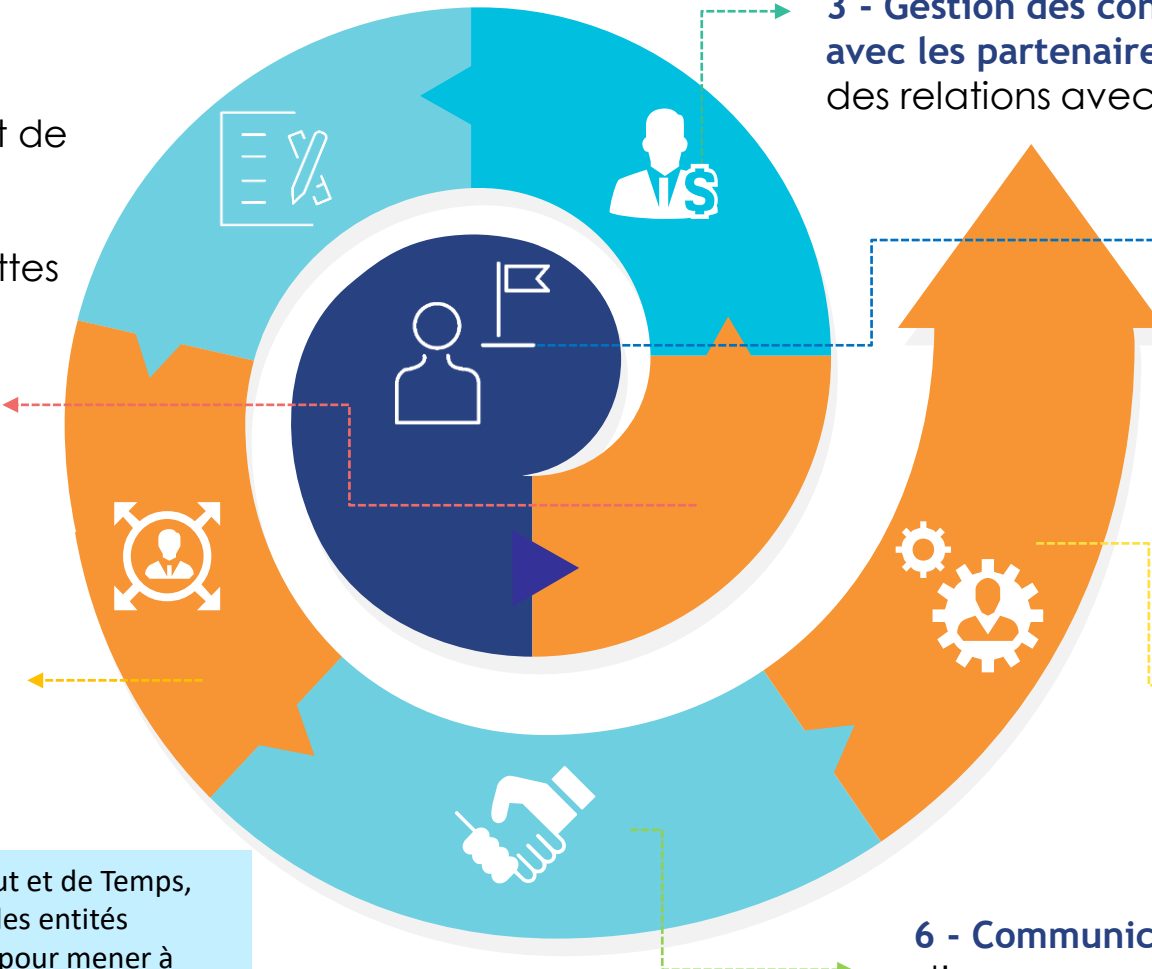 3 - Gestion des con
avec les partenaire
des relations avec
t de
ttes
ut et de Temps,
des entités
pour mener à
6 - Communic